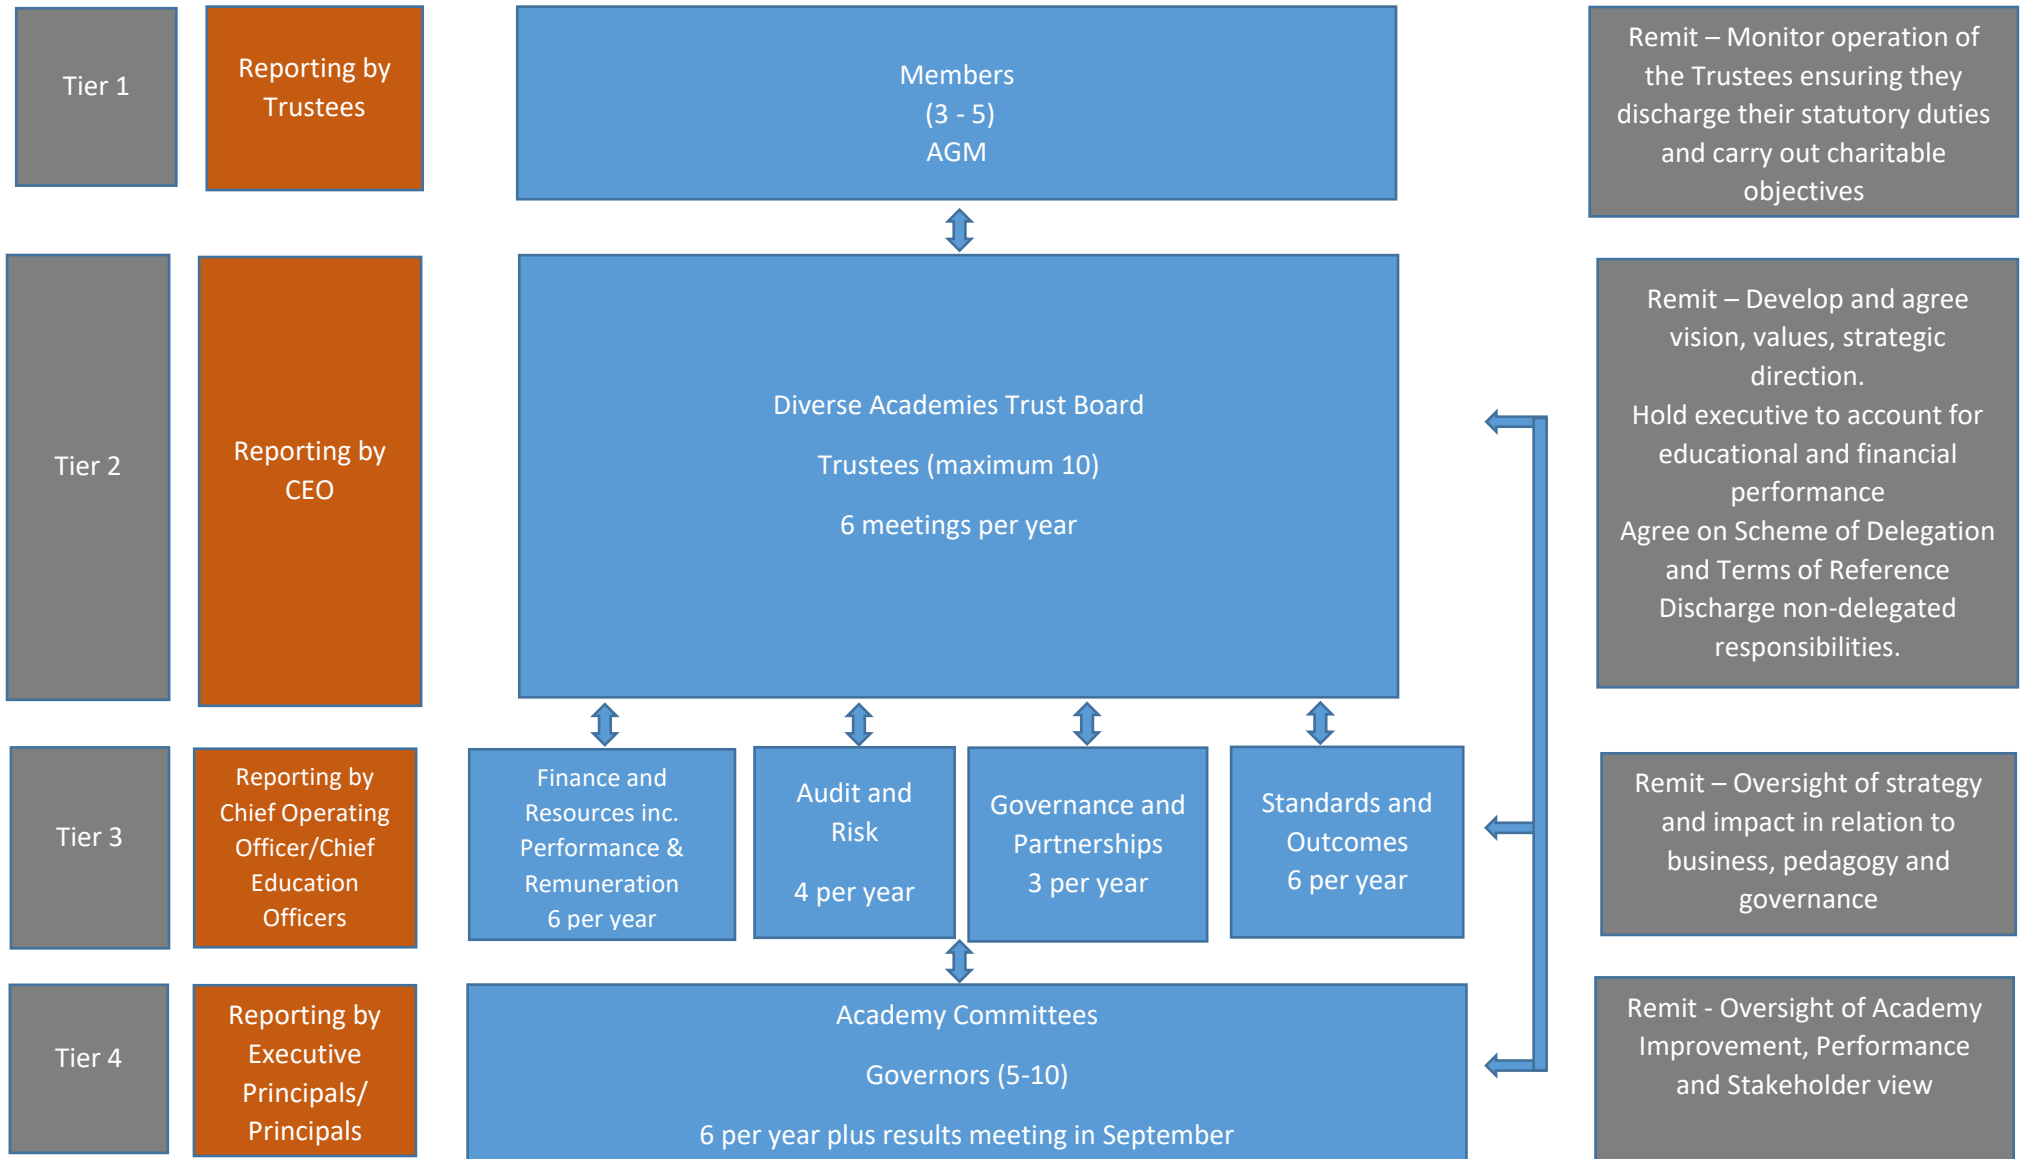 Tier 1
Reporting by
Trustees
Members
(3 - 5)
AGM
Remit – Monitor operation of
the Trustees ensuring they
discharge their statutory duties
and carry out charitable
objectives
Tier 2
Reporting by
CEO
Diverse Academies Trust Board
Trustees (maximum 10)
6 meetings per year
Remit – Develop and agree
vision, values, strategic
direction.
Hold executive to account for
educational and financial
performance
Agree on Scheme of Delegation
and Terms of Reference
Discharge non-delegated
responsibilities.
Tier 3
Reporting by
Chief Operating
Officer/Chief
Education
Officers
Finance and
Resources inc.
Performance &
Remuneration
6 per year
Audit and
Risk
4 per year
Governance and
Partnerships
3 per year
Standards and
Outcomes
6 per year
Remit – Oversight of strategy
and impact in relation to
business, pedagogy and
governance
Tier 4
Reporting by
Executive
Principals/
Principals
Academy Committees
Governors (5-10)
6 per year plus results meeting in September
Remit - Oversight of Academy
Improvement, Performance
and Stakeholder view